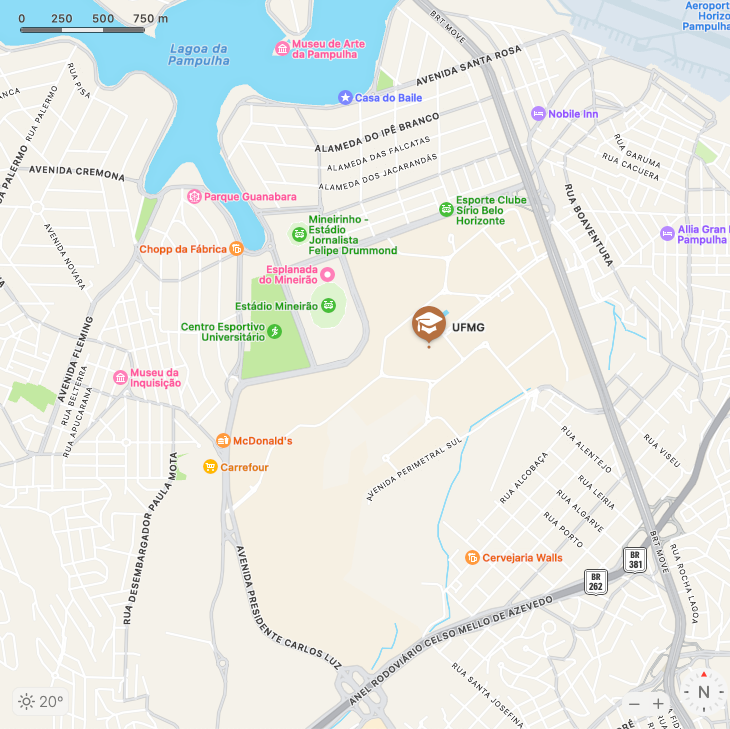 0 250 500 750 m
Lagoa da
Pampulha
Museu de Arte
da Pampulha
BRT MOVE
Aeroport
Horizo
Pampulha
AVENIDA SANTA ROSA
Casa do Baile
Nobile Inn
RUA PISA
RUA PALERMO
ANCA
DA PALERMO
ALAMEDA DO IPÊ BRANCO
ALAMEDA DAS FALCATAS
ALAMEDA DOS JACARANDÁS
RUA GARUMA
RUA CACUERA
AVENIDA CREMONA
Parque Guanabara
Esporte Clube
Sírio Belo
Horizonte
RUA BOAVENTURA
Mineirinho -
Estádio
Jornalista
Felipe Drummond
Allia Gran
Pampulha
Chopp da Fábrica
AVENIDA NOVARA
Esplanada
do Mineirão
Estádio Mineirão
UFMG
Centro Esportivo
Universitário
AVENIDA FLEMING
RUA BELTERRA
RUA APUCARANA
Museu da
Inquisição
McDonald's
Carrefour
AVENIDA PERIMETRAL SUL
RUA ALENTEJO
RUA VISEU
RUA ALCOBAÇA
RUA LEIRIA
RUA ALGARVE
RUA PORTO
RUA DESEMBARGADOR PAULA MOTA
BRT MOVE
BR
381
BR
262
Cervejaria Walls
RUA ROCHA LAGOA
AVENIDA PRESIDENTE CARLOS LUZ
ANEL RODOVIÁRIO CELSO MELLO DE AZEVEDO
RUA SANTA JOSEFINA
20°
N